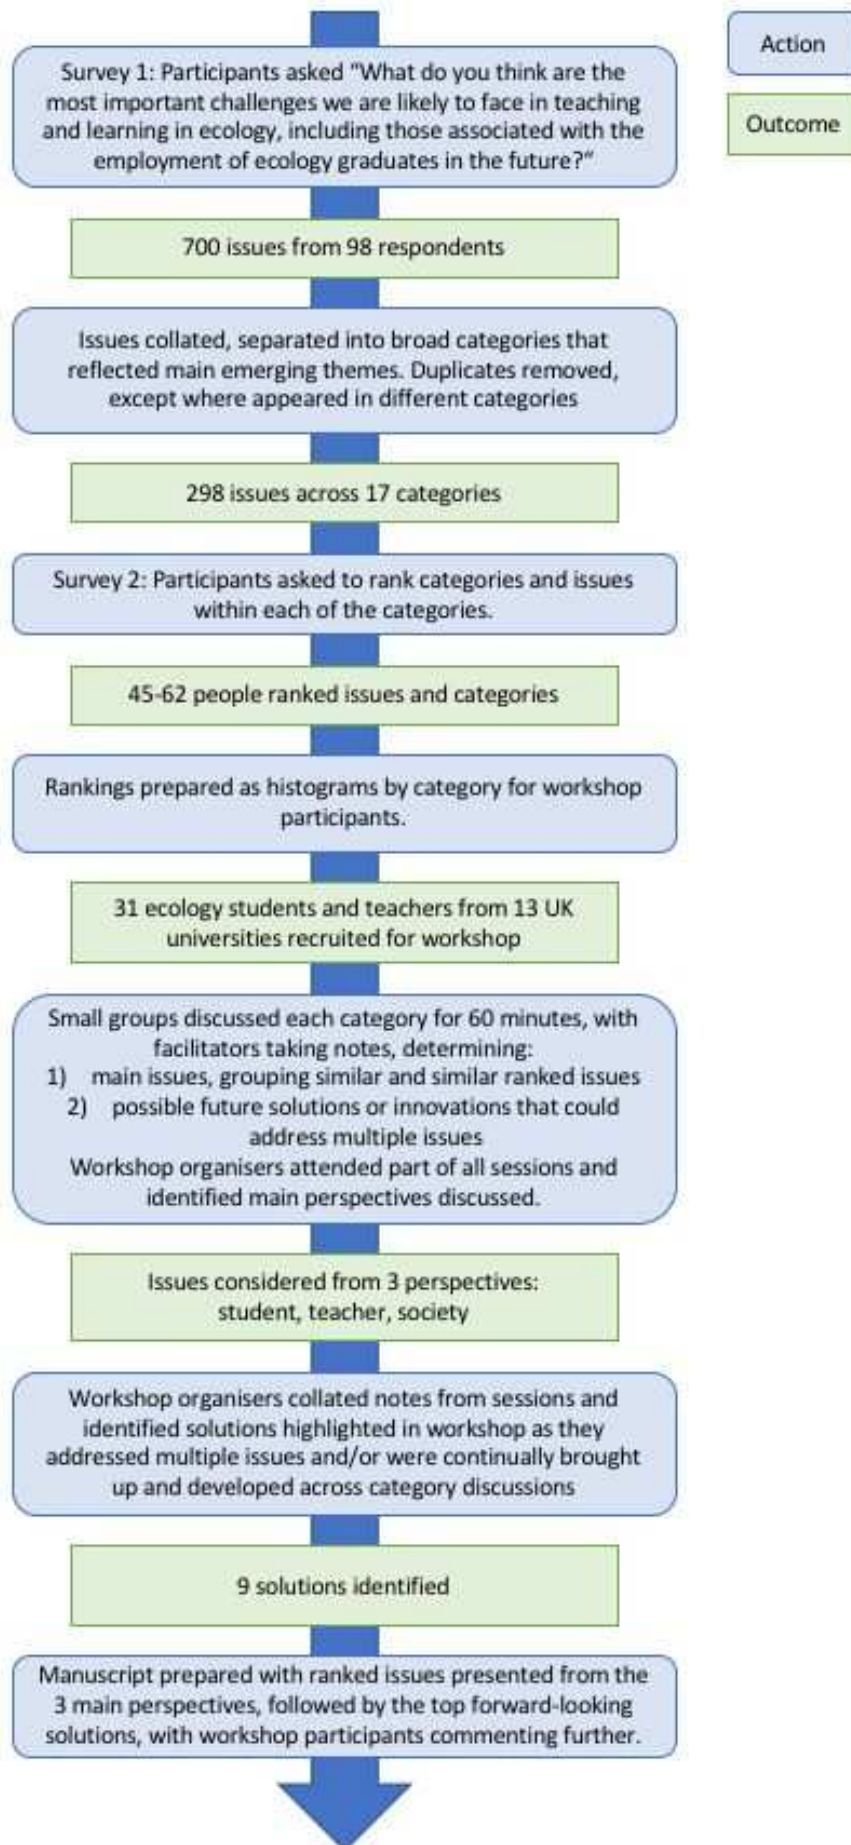 Survey 1: Participants asked “What do you think are the
most important challenges we are likely to face in teaching
and learning in ecology, including those associated with the
employment of ecology graduates in the future?”
Action
Outcome
700 issues from 98 respondents
Issues collated, separated into broad categories that
reflected main emerging themes. Duplicates removed,
except where appeared in different categories
298 issues across 17 categories
Survey 2: Participants asked to rank categories and issues
within each of the categories.
45-62 people ranked issues and categories
Rankings prepared as histograms by category for workshop
participants.
31 ecology students and teachers from 13 UK
universities recruited for workshop
Small groups discussed each category for 60 minutes, with
facilitators taking notes, determining:
1) main issues, grouping similar and similar ranked issues
2) possible future solutions or innovations that could
address multiple issues
Workshop organisers attended part of all sessions and
identified main perspectives discussed.
Issues considered from 3 perspectives:
student, teacher, society
Workshop organisers collated notes from sessions and
identified solutions highlighted in workshop as they
addressed multiple issues and/or were continually brought
up and developed across category discussions
9 solutions identified
Manuscript prepared with ranked issues presented from the
3 main perspectives, followed by the top forward-looking
solutions, with workshop participants commenting further.